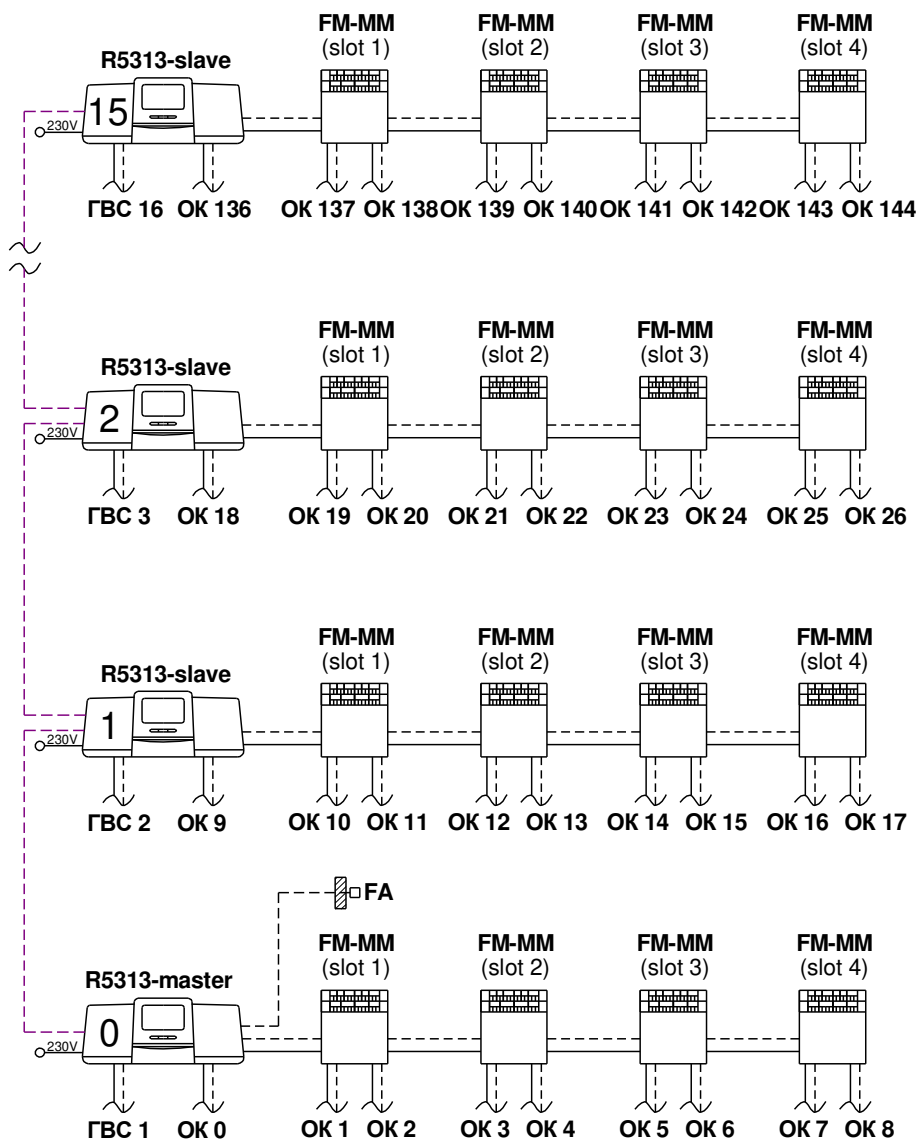 FM-MM FM-MM FM-MM FM-MM
(slot 1) (slot 2) (slot 3) (slot 4)
R5313-slave
15
230V
ГВС 16 ОК 136 ОК 137 ОК 138 ОК 139 ОК 140 ОК 141 ОК 142 ОК 143 ОК 144
FM-MM FM-MM FM-MM FM-MM
(slot 1) (slot 2) (slot 3) (slot 4)
R5313-slave
2
230V
ГВС 3 ОК 18 ОК 19 ОК 20 ОК 21 ОК 22 ОК 23 ОК 24 ОК 25 ОК 26
FM-MM FM-MM FM-MM FM-MM
(slot 1) (slot 2) (slot 3) (slot 4)
R5313-slave
1
230V
ГВС 2 ОК 9 ОК 10 ОК 11 ОК 12 ОК 13 ОК 14 ОК 15 ОК 16 ОК 17
FA
FM-MM FM-MM FM-MM FM-MM
(slot 1) (slot 2) (slot 3) (slot 4)
R5313-master
0
230V
ГВС 1 ОК 0 ОК 1 ОК 2 ОК 3 ОК 4 ОК 5 ОК 6 ОК 7 ОК 8